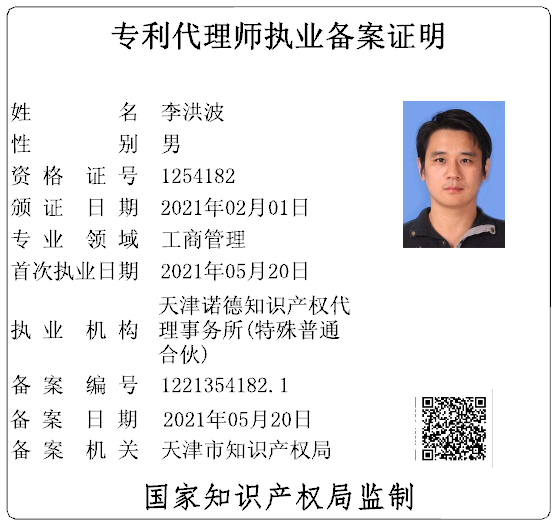 专利代理师执业备案证明
姓 名 李洪波
性 别 男
资格证号 1254182
颁证日期 2021年02月01日
专业领域 工商管理
首次执业日期 2021年05月20日
天津诺德知识产权代
执业机构 理事务所(特殊普通
合伙)
备案编号 1221354182.1
备案日期 2021年05月20日
备案机关 天津市知识产权局
国家知识产权局监制